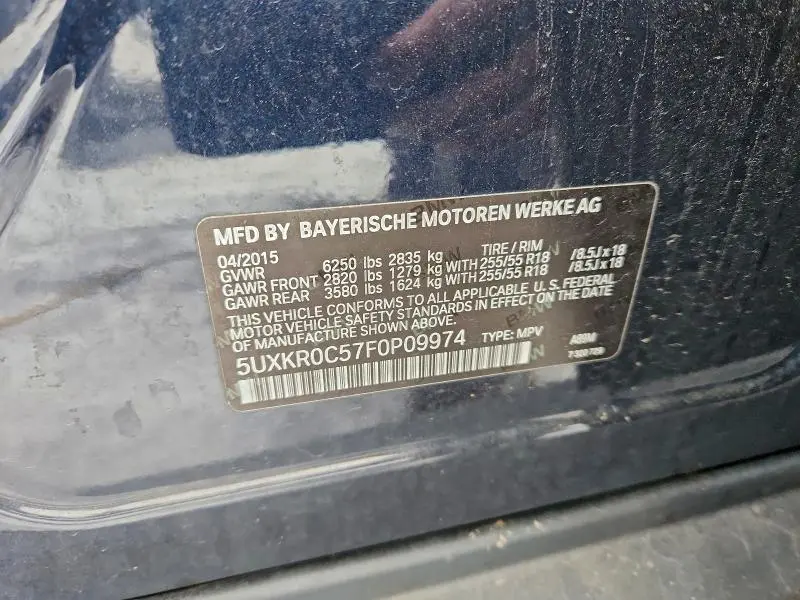 MFD BY BAYERISCHE MOTOREN WERKE AG
04/2015 TIRE / RIM
GVWR 6250 lbs 2835 kg
GAWR FRONT 2820 lbs 1279 kg WITH 255/55 R18 /8.5J x 18
GAWR REAR 3580 lbs 1624 kg WITH 255/55 R18 /8.5J x 18
THIS VEHICLE CONFORMS TO ALL APPLICABLE U.S. FEDERAL
MOTOR VEHICLE SAFETY STANDARDS IN EFFECT ON THE DATE
OF MANUFACTURE SHOWN ABOVE.
5UXKR0C57F0P09974 TYPE: MPV